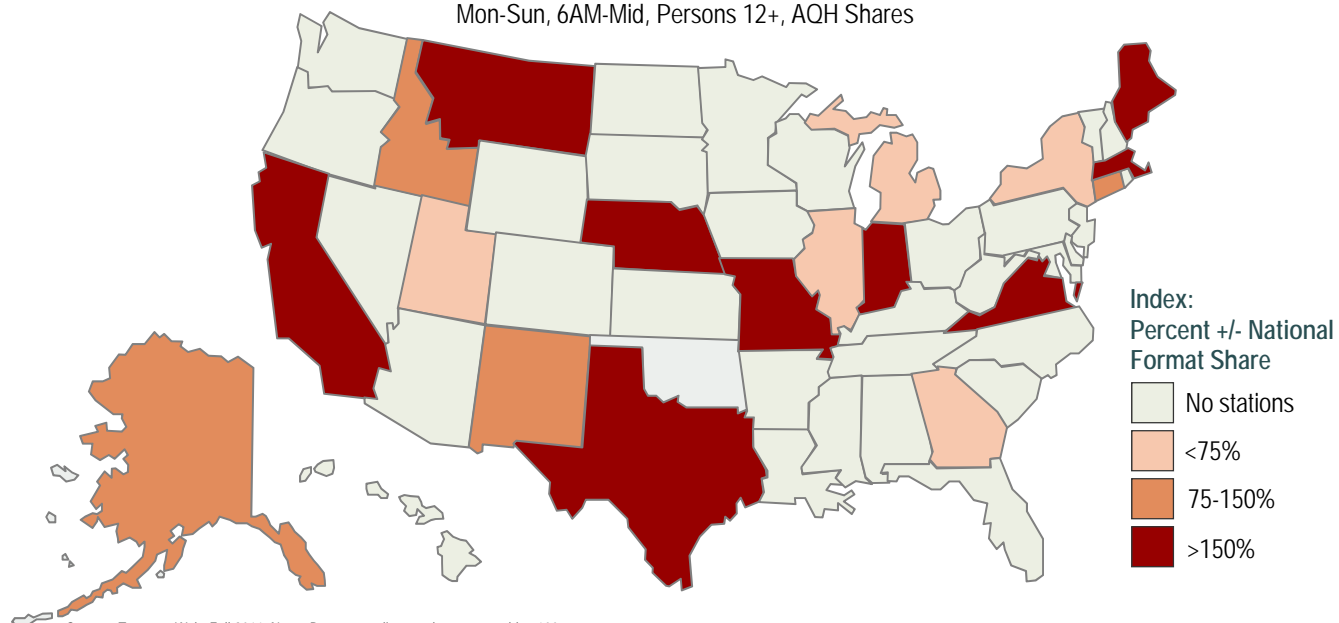 Mon-Sun, 6AM-Mid, Persons 12+, AQH Shares
Index:
Percent +/- National
Format Share
No stations
<75%
75-150%
>150%